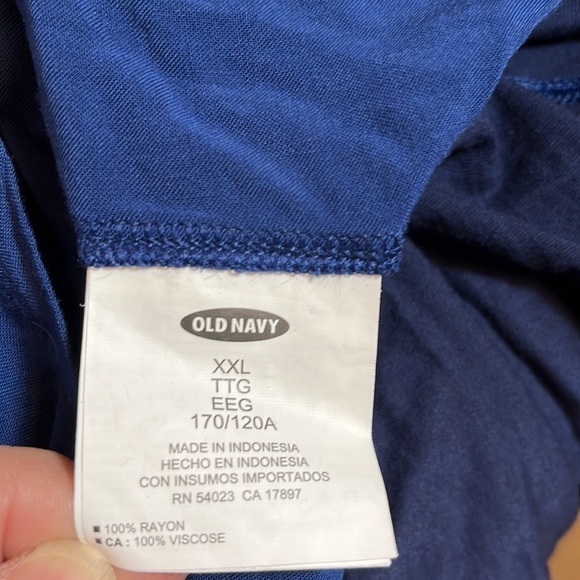 OLD NAVY
XXL
TTG
EEG
170/120A
MADE IN INDONESIA
HECHO EN INDONESIA
CON INSUMOS IMPORTADOS
RN 54023 CA 17897
■ 100% RAYON
■ CA : 100% VISCOSE